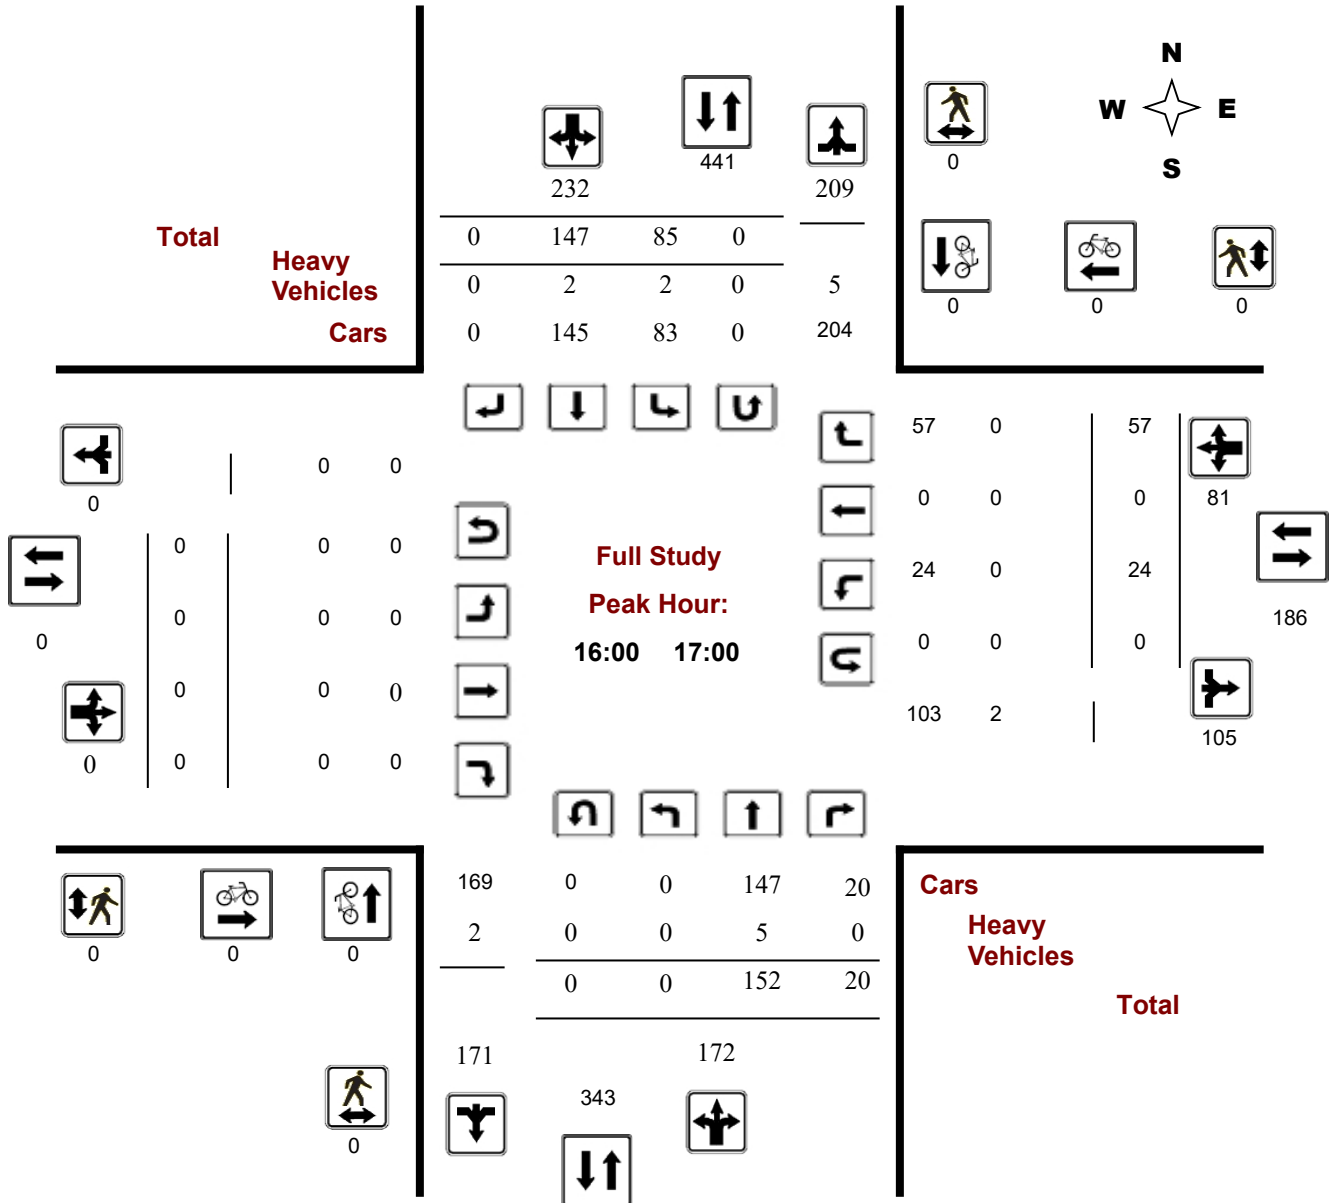 N
W E
S
441
0
232 209
Total 0 147 85 0
Heavy
Vehicles 0 2 2 0 5
Cars 0 145 83 0 204
0 0 0
57 0 57
0 0
0
0 0 0 81
0 0 0
Full Study
24 0 24
Peak Hour:
0 0 0
186
0
16:00 17:00
0 0 0
0 0 0
103 2
105
0 0 0 0
169 0 0 147 20
Cars
2 0 0 5 0
Heavy
Vehicles
0 0 0
0 0 152 20
Total
171 172
343
0